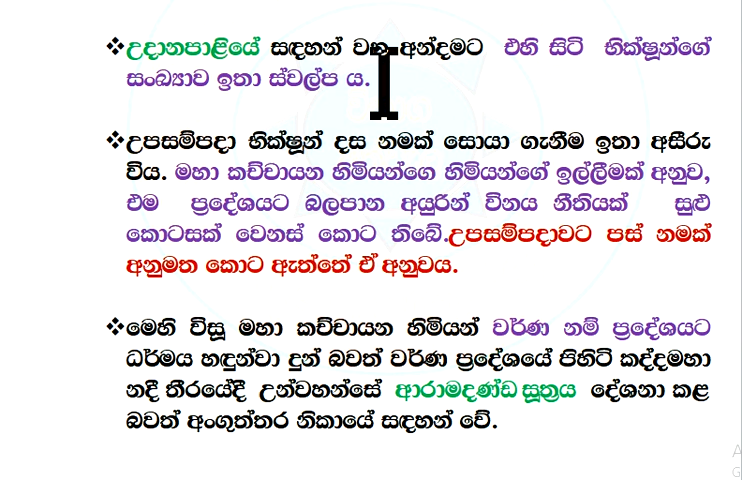 ❖උදානපාළියේ සඳහන් වන අන්දමට එහි සිටි භික්ෂූන්ගේ
සංඛ්‍යාව ඉතා ස්වල්ප ය.
❖උපසම්පදා භික්ෂූන් දස නමක් සොයා ගැනීම ඉතා අසීරු
විය. මහා කච්චායන හිමියන්ගෙ හිමියන්ගේ ඉල්ලීමක් අනුව,
එම ප්‍රදේශයට බලපාන අයුරින් විනය නීතියක් සුළු
කොටසක් වෙනස් කොට තිබේ.උපසම්පදාවට පස් නමක්
අනුමත කොට ඇත්තේ ඒ අනුවය.
❖මෙහි විසූ මහා කච්චායන හිමියන් වර්ණ නම් ප්‍රදේශයට
ධර්මය හඳුන්වා දුන් බවත් වර්ණ ප්‍රදේශයේ පිහිටි කද්දමහා
නදී තීරයේදී උන්වහන්සේ ආරාමදණ්ඩ සූත්‍රය දේශනා කළ
බවත් අංගුත්තර නිකායේ සඳහන් වේ.